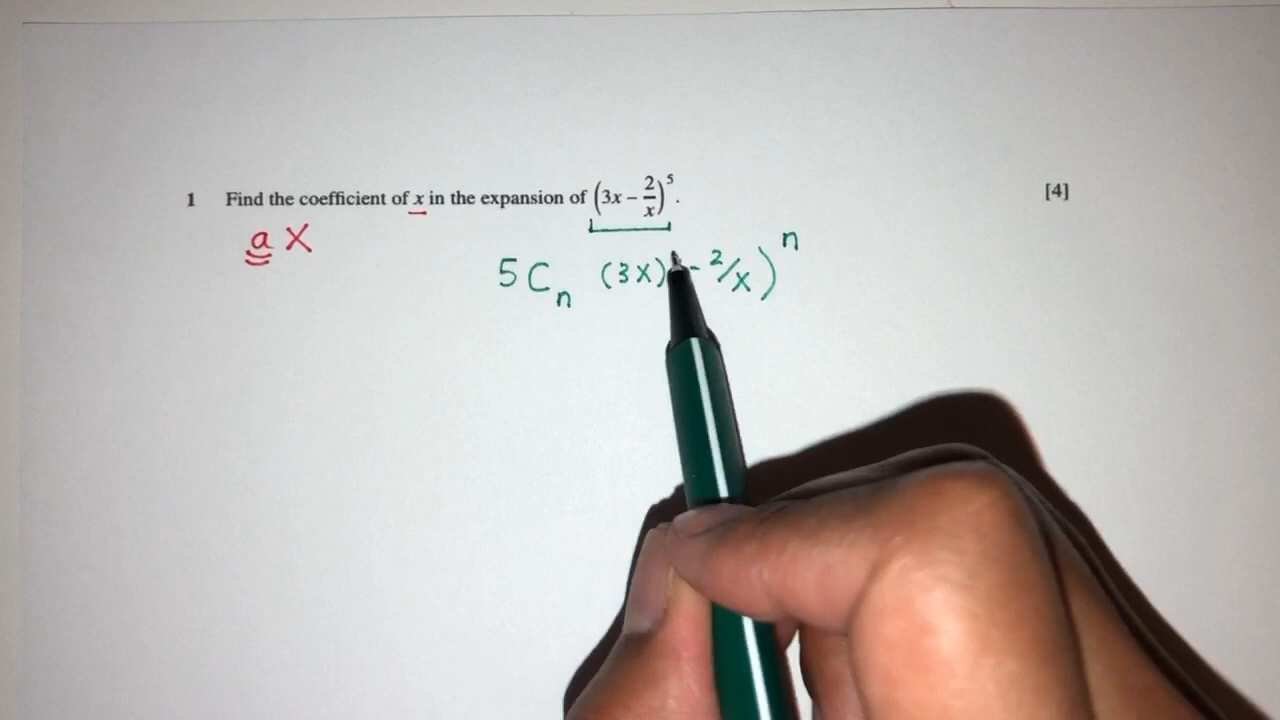 1 Find the coefficient of x in the expansion of (3x − 2/x)⁵. [4]
a x
5Cₙ (3x) - 2/x)ⁿ